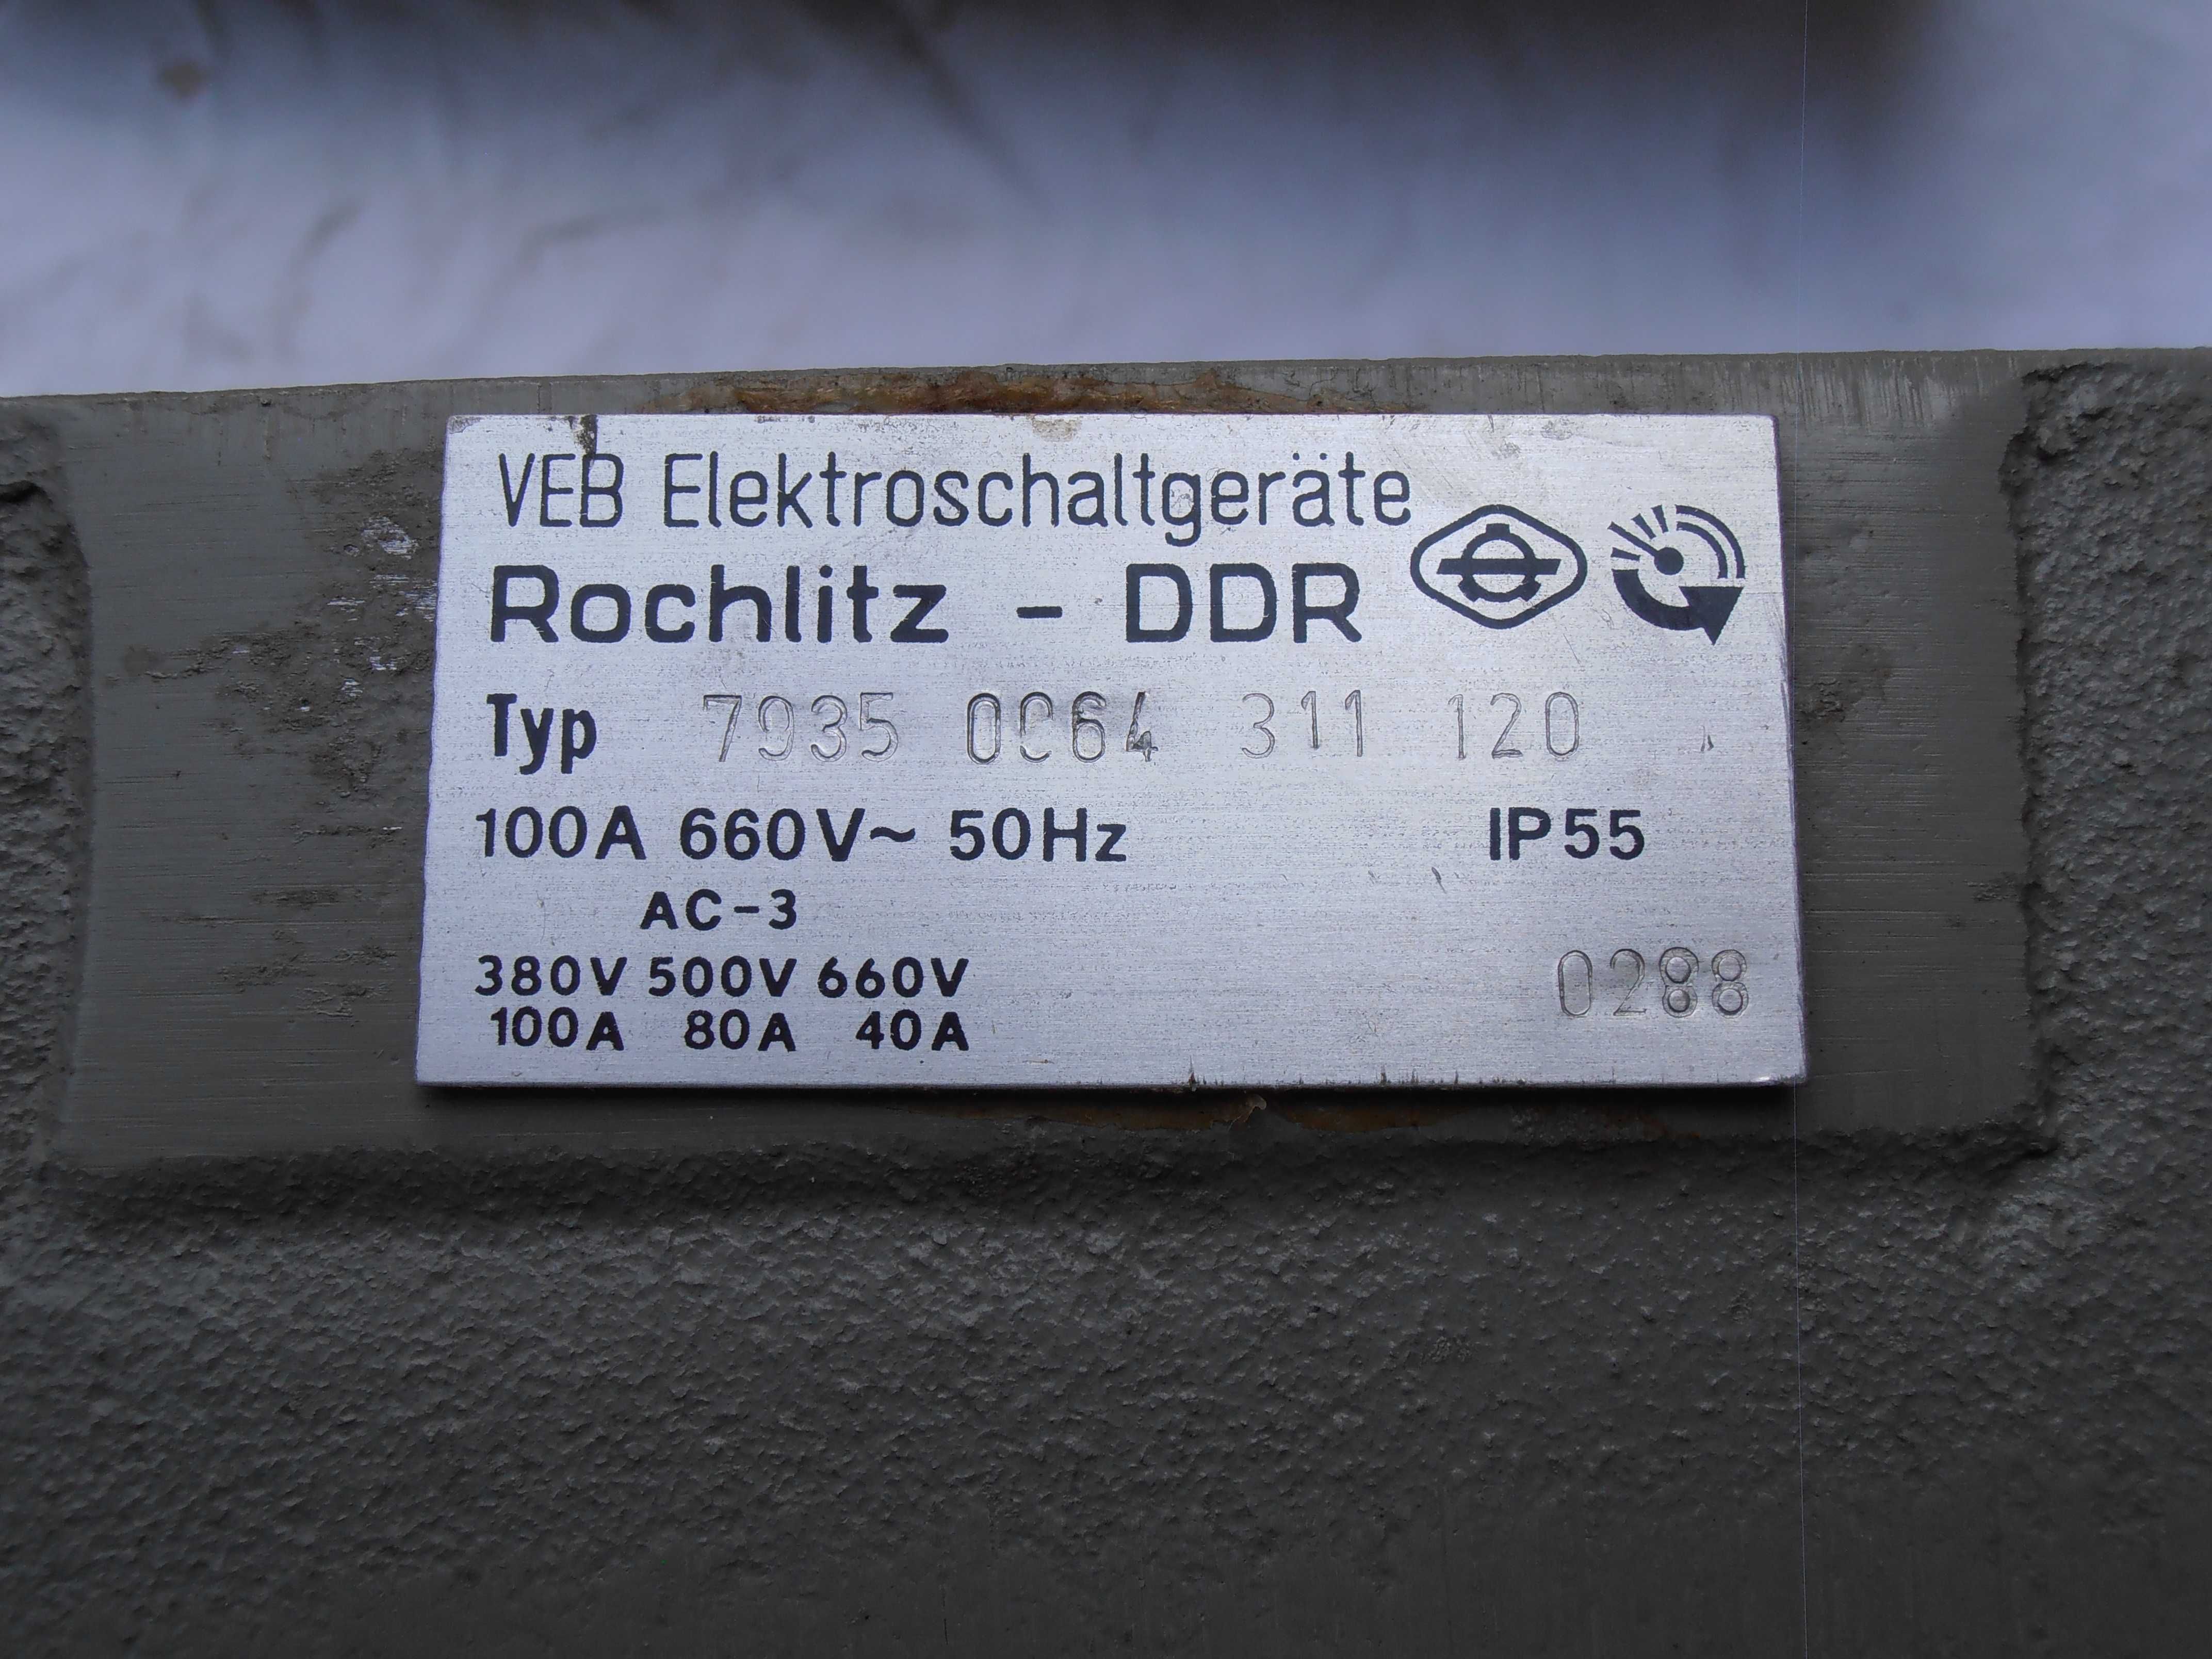 VEB Elektroschaltgeräte
Rochlitz - DDR
Typ 7935 0064 311 120
100A 660V~ 50Hz IP55
AC-3
380V 500V 660V
100A 80A 40A
0288